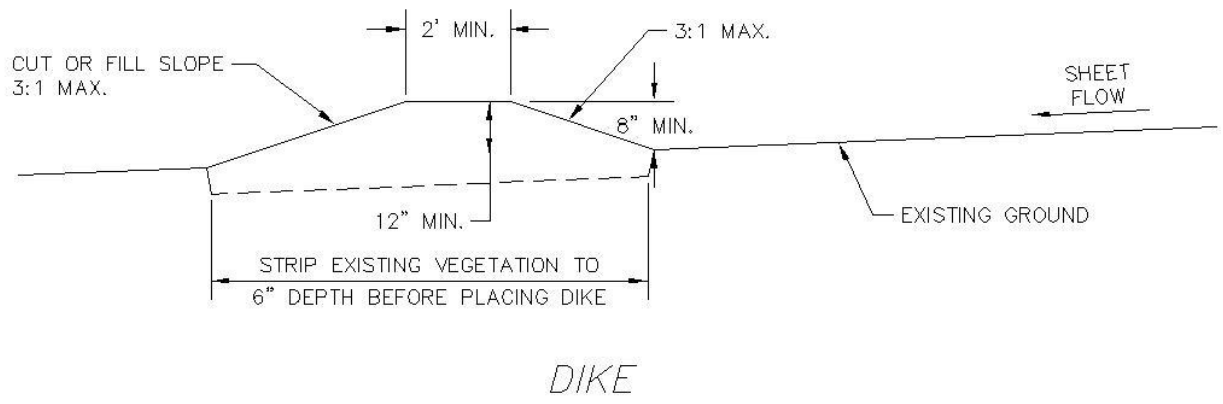 2' MIN.
3:1 MAX.
CUT OR FILL SLOPE
3:1 MAX.
SHEET
FLOW
8" MIN.
12" MIN.
EXISTING GROUND
STRIP EXISTING VEGETATION TO
6" DEPTH BEFORE PLACING DIKE
DIKE